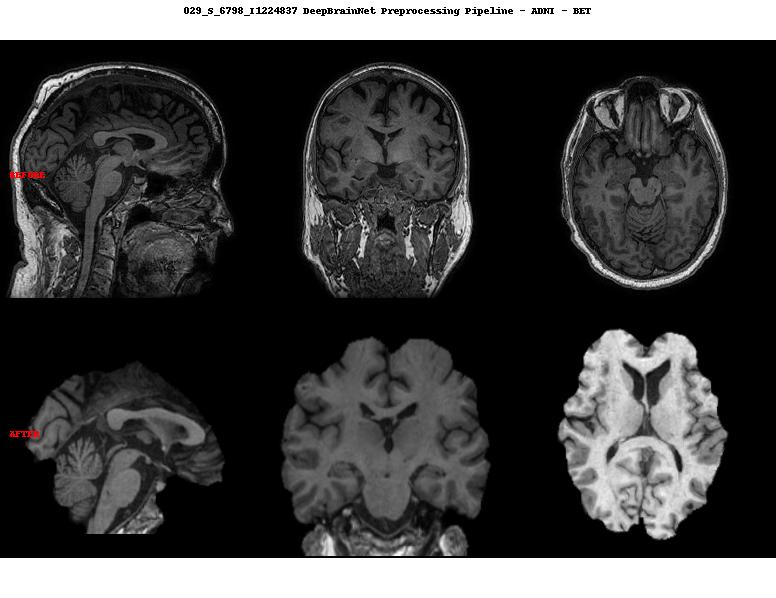 029_S_6798_I1224837 DeepBrainNet Preprocessing Pipeline - ADNI - BET
BEFORE
AFTER